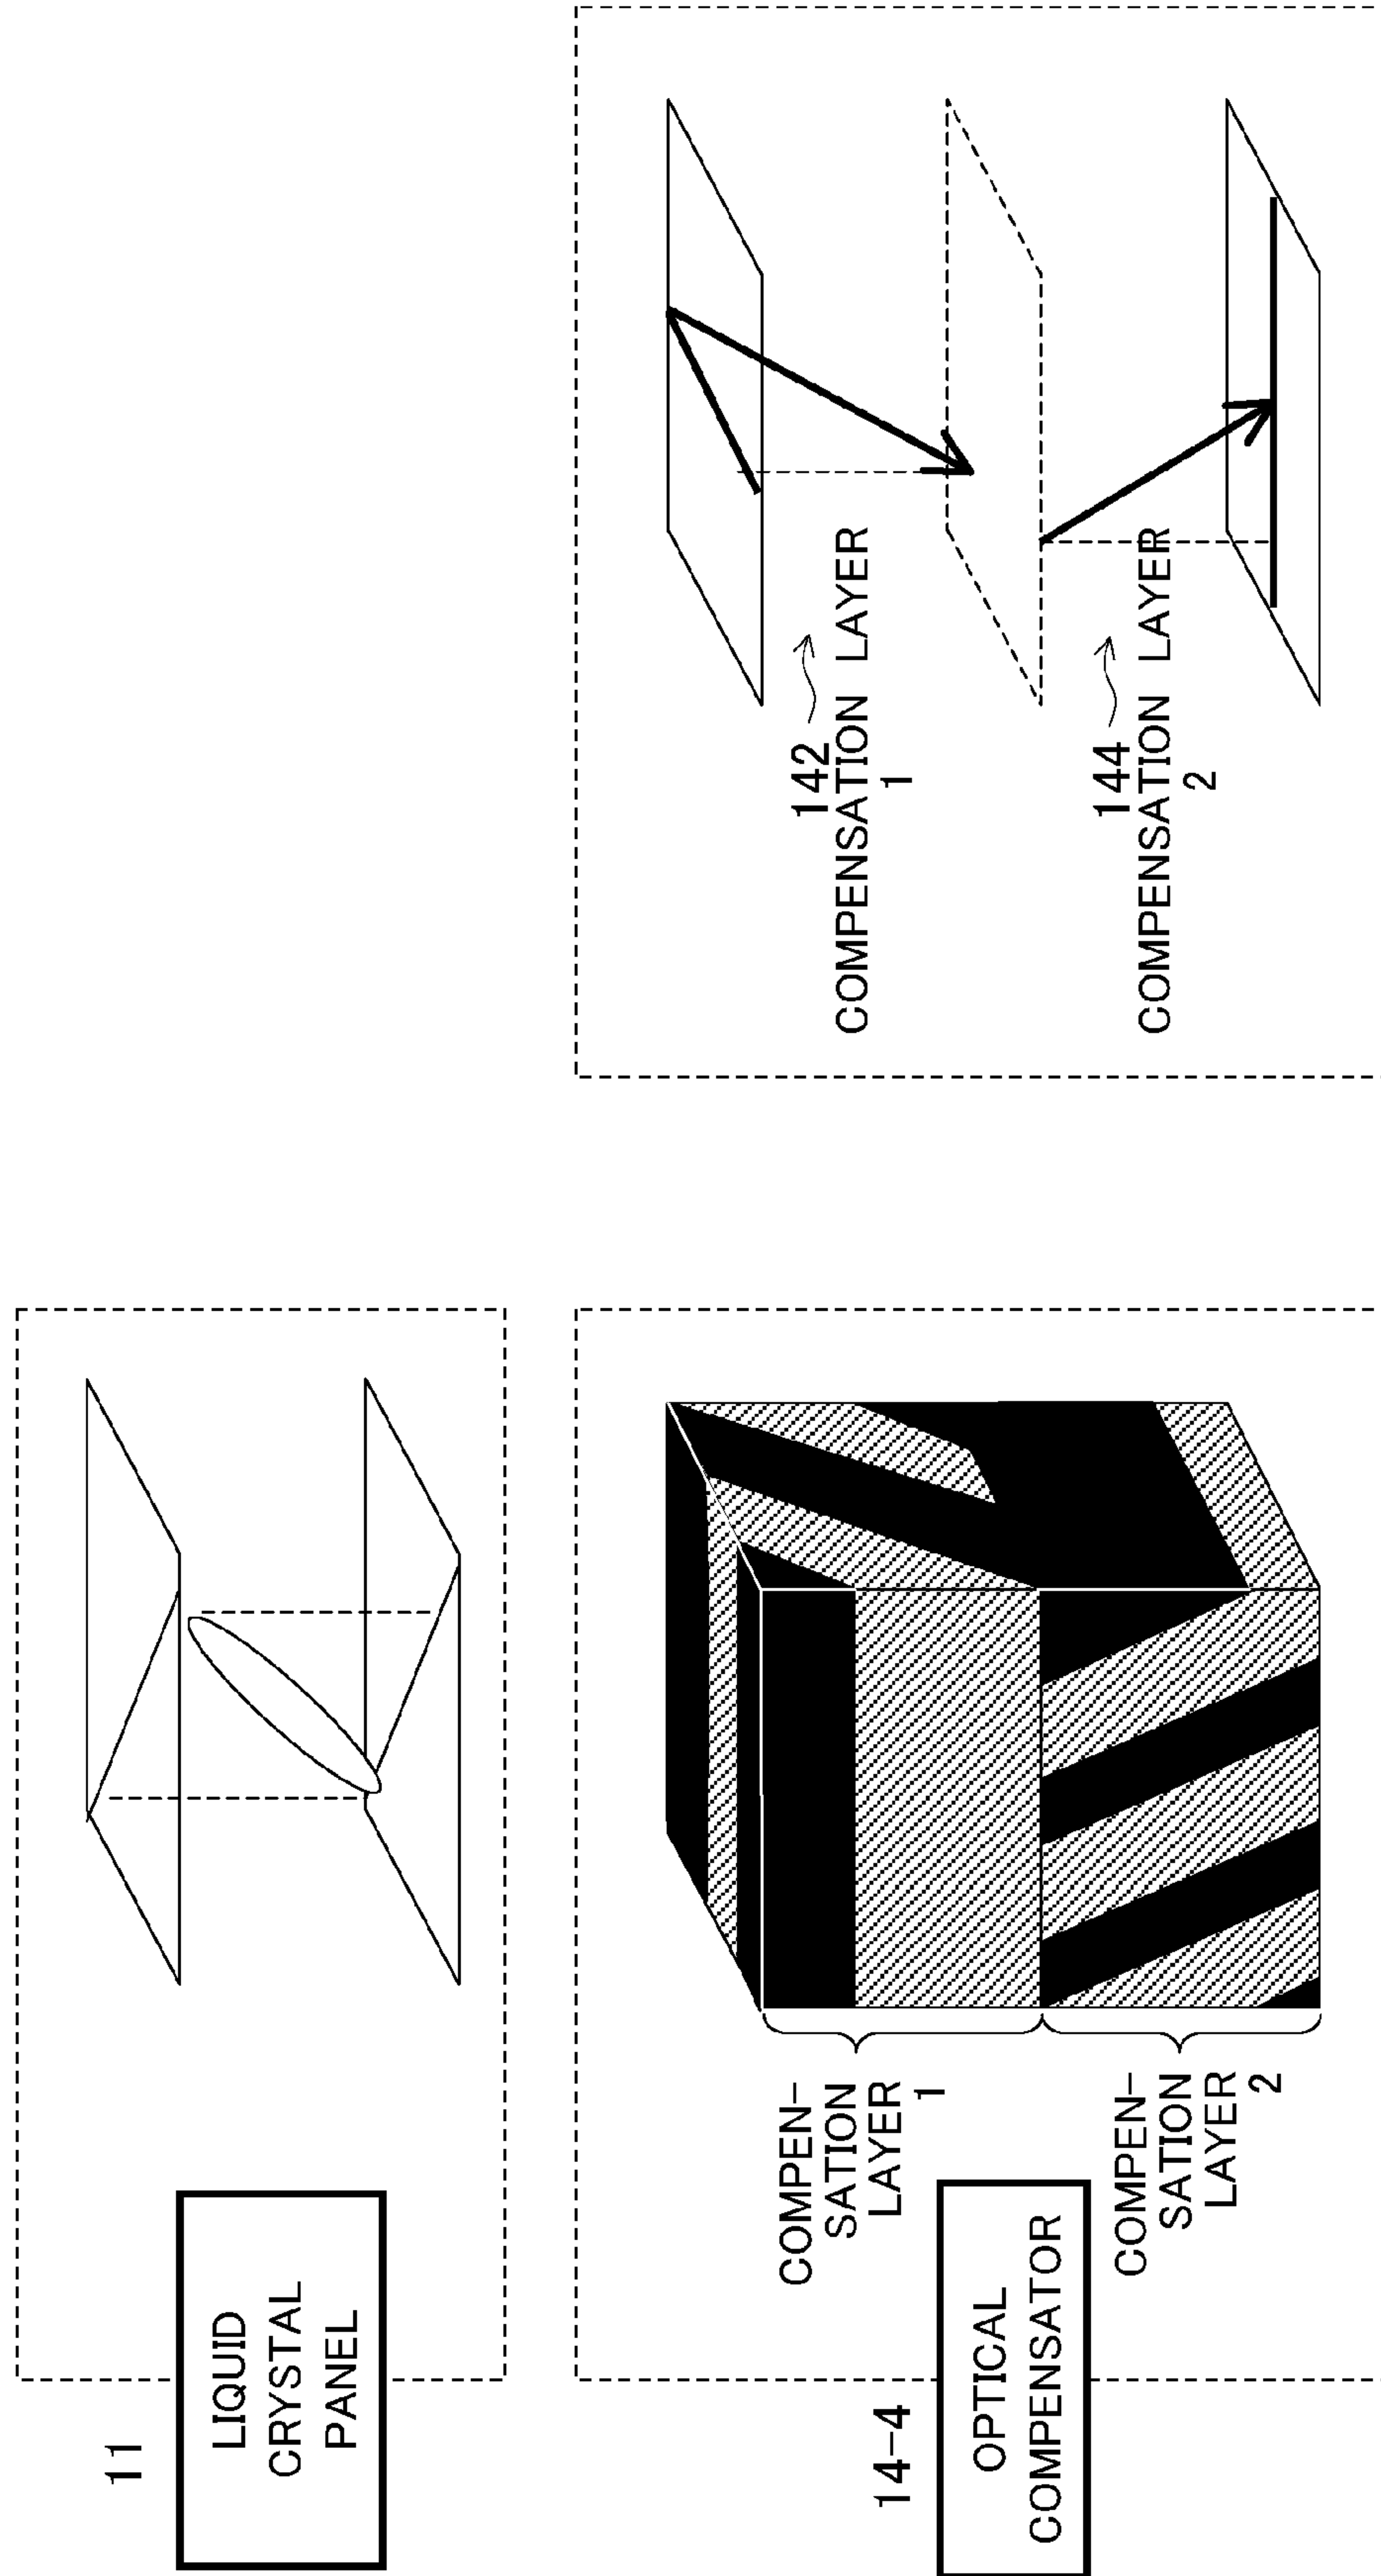 11
LIQUID
CRYSTAL
PANEL
14-4
OPTICAL
COMPENSATOR
COMPEN-
SATION
LAYER
1
COMPEN-
SATION
LAYER
2
142
COMPENSATION LAYER
1
144
COMPENSATION LAYER
2